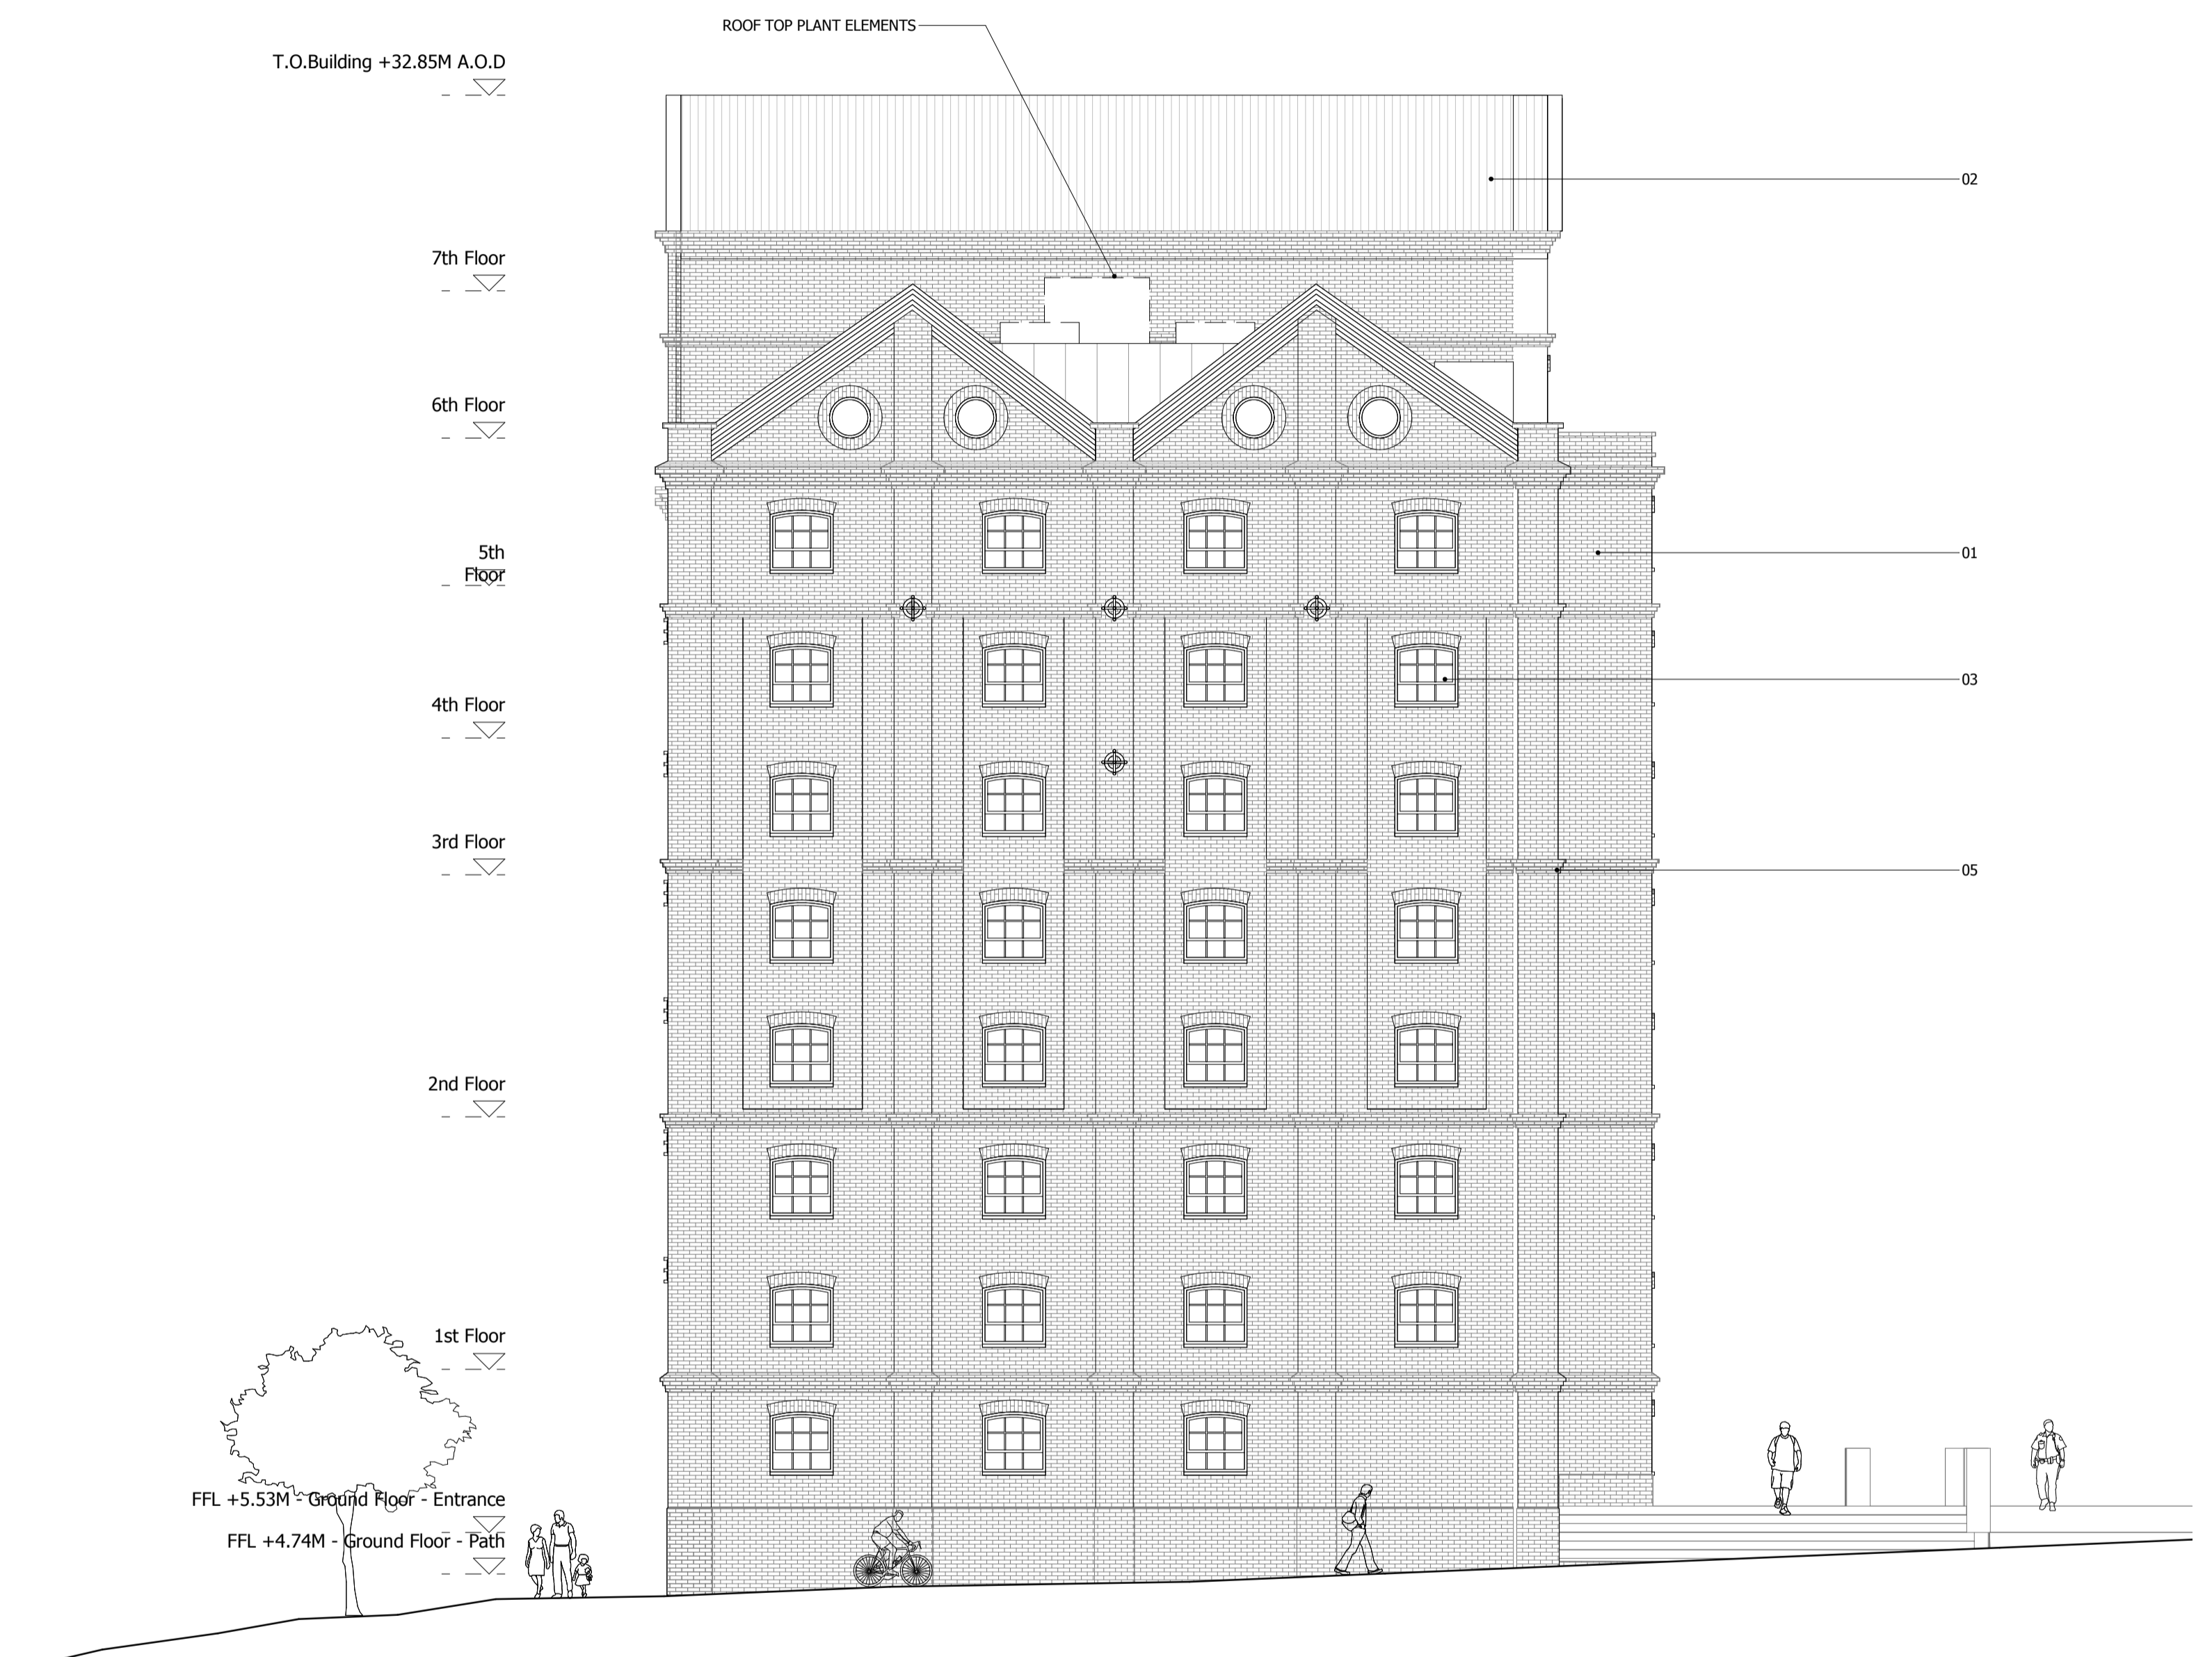 ROOF TOP PLANT ELEMENTS
T.O.Building +32.85M A.O.D
02
7th Floor
6th Floor
5th
Floor
01
03
4th Floor
3rd Floor
05
2nd Floor
1st Floor
FFL +5.53M - Ground Floor - Entrance
FFL +4.74M - Ground Floor - Path